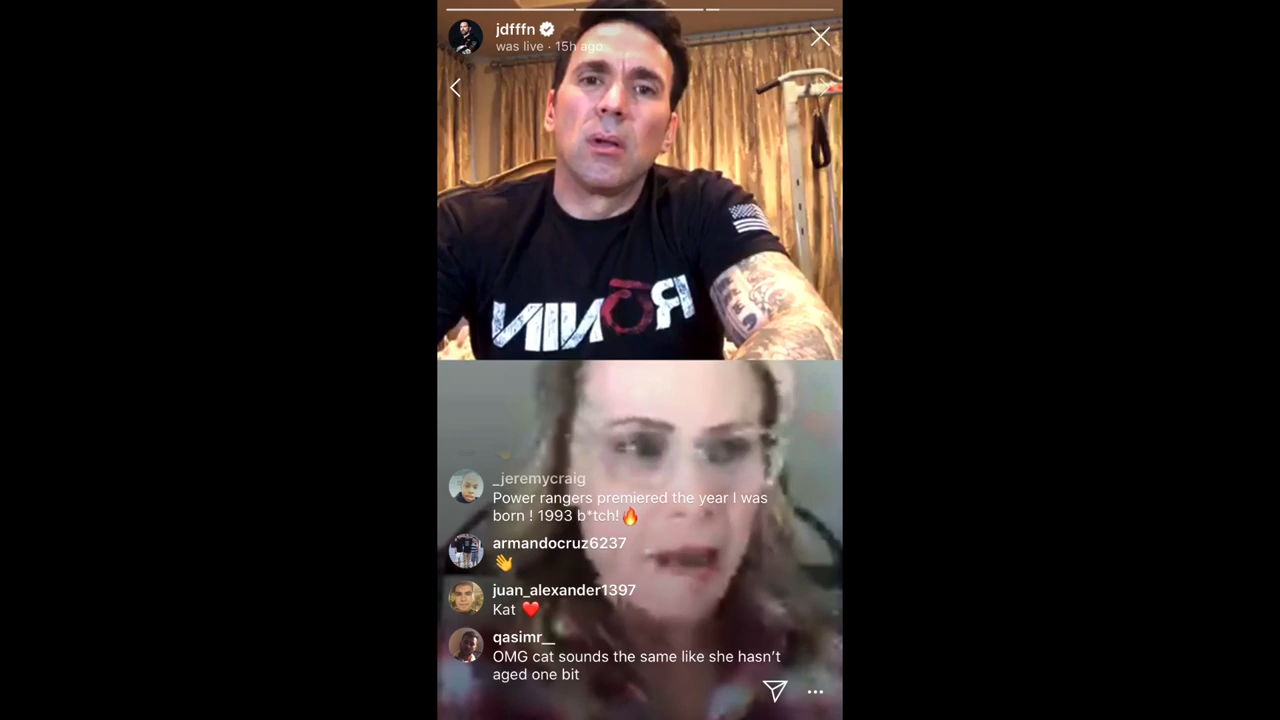 jdfffn
was live · 15h ago
RŌNIN
_jeremycraig
Power rangers premiered the year I was
born ! 1993 b*tch!🔥
armandocruz6237
👋
juan_alexander1397
Kat ❤️
qasimr__
OMG cat sounds the same like she hasn’t
aged one bit